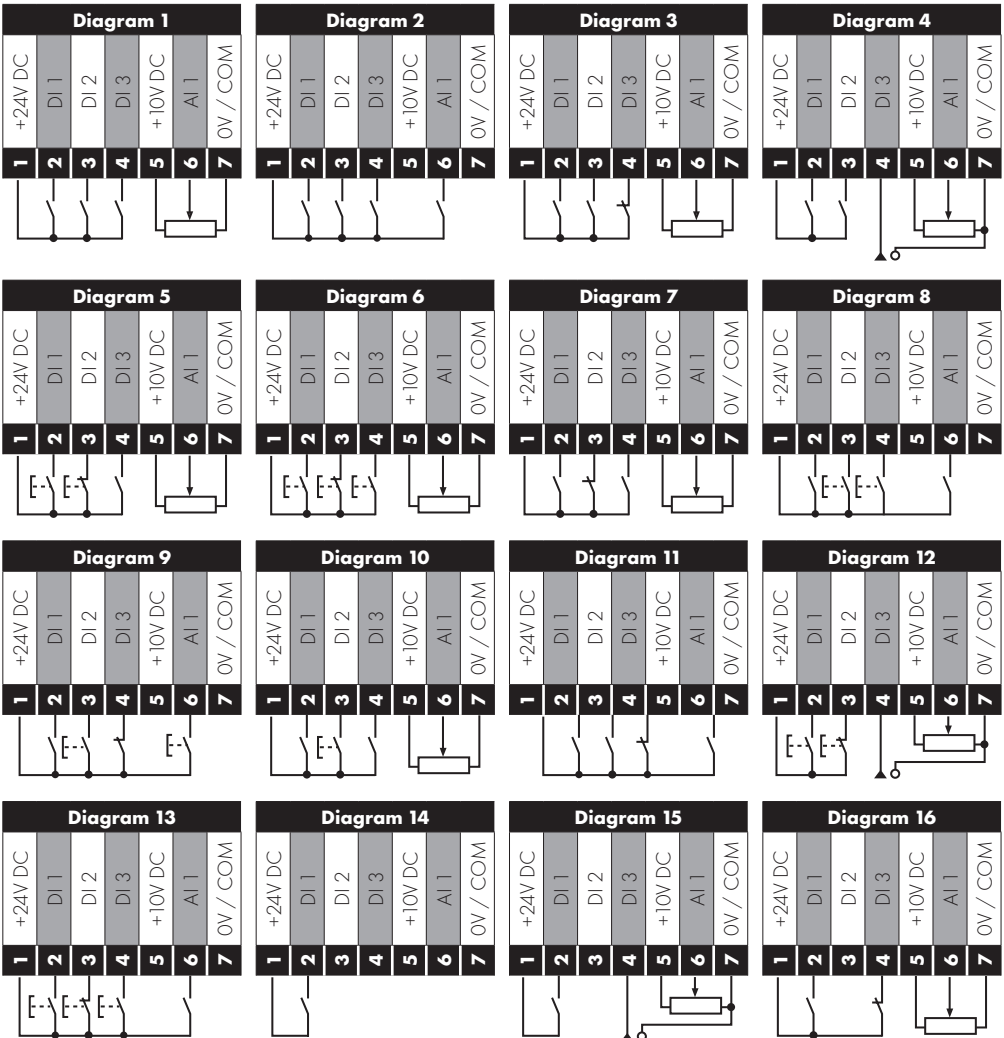 Diagram 1
+24V DC
DI 1
DI 2
DI 3
+10V DC
AI 1
0V / COM
1 2 3 4 5 6 7
Diagram 2
+24V DC
DI 1
DI 2
DI 3
+10V DC
AI 1
0V / COM
1 2 3 4 5 6 7
Diagram 3
+24V DC
DI 1
DI 2
DI 3
+10V DC
AI 1
0V / COM
1 2 3 4 5 6 7
Diagram 4
+24V DC
DI 1
DI 2
DI 3
+10V DC
AI 1
0V / COM
1 2 3 4 5 6 7
Diagram 5
+24V DC
DI 1
DI 2
DI 3
+10V DC
AI 1
0V / COM
1 2 3 4 5 6 7
Diagram 6
+24V DC
DI 1
DI 2
DI 3
+10V DC
AI 1
0V / COM
1 2 3 4 5 6 7
Diagram 7
+24V DC
DI 1
DI 2
DI 3
+10V DC
AI 1
0V / COM
1 2 3 4 5 6 7
Diagram 8
+24V DC
DI 1
DI 2
DI 3
+10V DC
AI 1
0V / COM
1 2 3 4 5 6 7
Diagram 9
+24V DC
DI 1
DI 2
DI 3
+10V DC
AI 1
0V / COM
1 2 3 4 5 6 7
Diagram 10
+24V DC
DI 1
DI 2
DI 3
+10V DC
AI 1
0V / COM
1 2 3 4 5 6 7
Diagram 11
+24V DC
DI 1
DI 2
DI 3
+10V DC
AI 1
0V / COM
1 2 3 4 5 6 7
Diagram 12
+24V DC
DI 1
DI 2
DI 3
+10V DC
AI 1
0V / COM
1 2 3 4 5 6 7
Diagram 13
+24V DC
DI 1
DI 2
DI 3
+10V DC
AI 1
0V / COM
1 2 3 4 5 6 7
Diagram 14
+24V DC
DI 1
DI 2
DI 3
+10V DC
AI 1
0V / COM
1 2 3 4 5 6 7
Diagram 15
+24V DC
DI 1
DI 2
DI 3
+10V DC
AI 1
0V / COM
1 2 3 4 5 6 7
Diagram 16
+24V DC
DI 1
DI 2
DI 3
+10V DC
AI 1
0V / COM
1 2 3 4 5 6 7